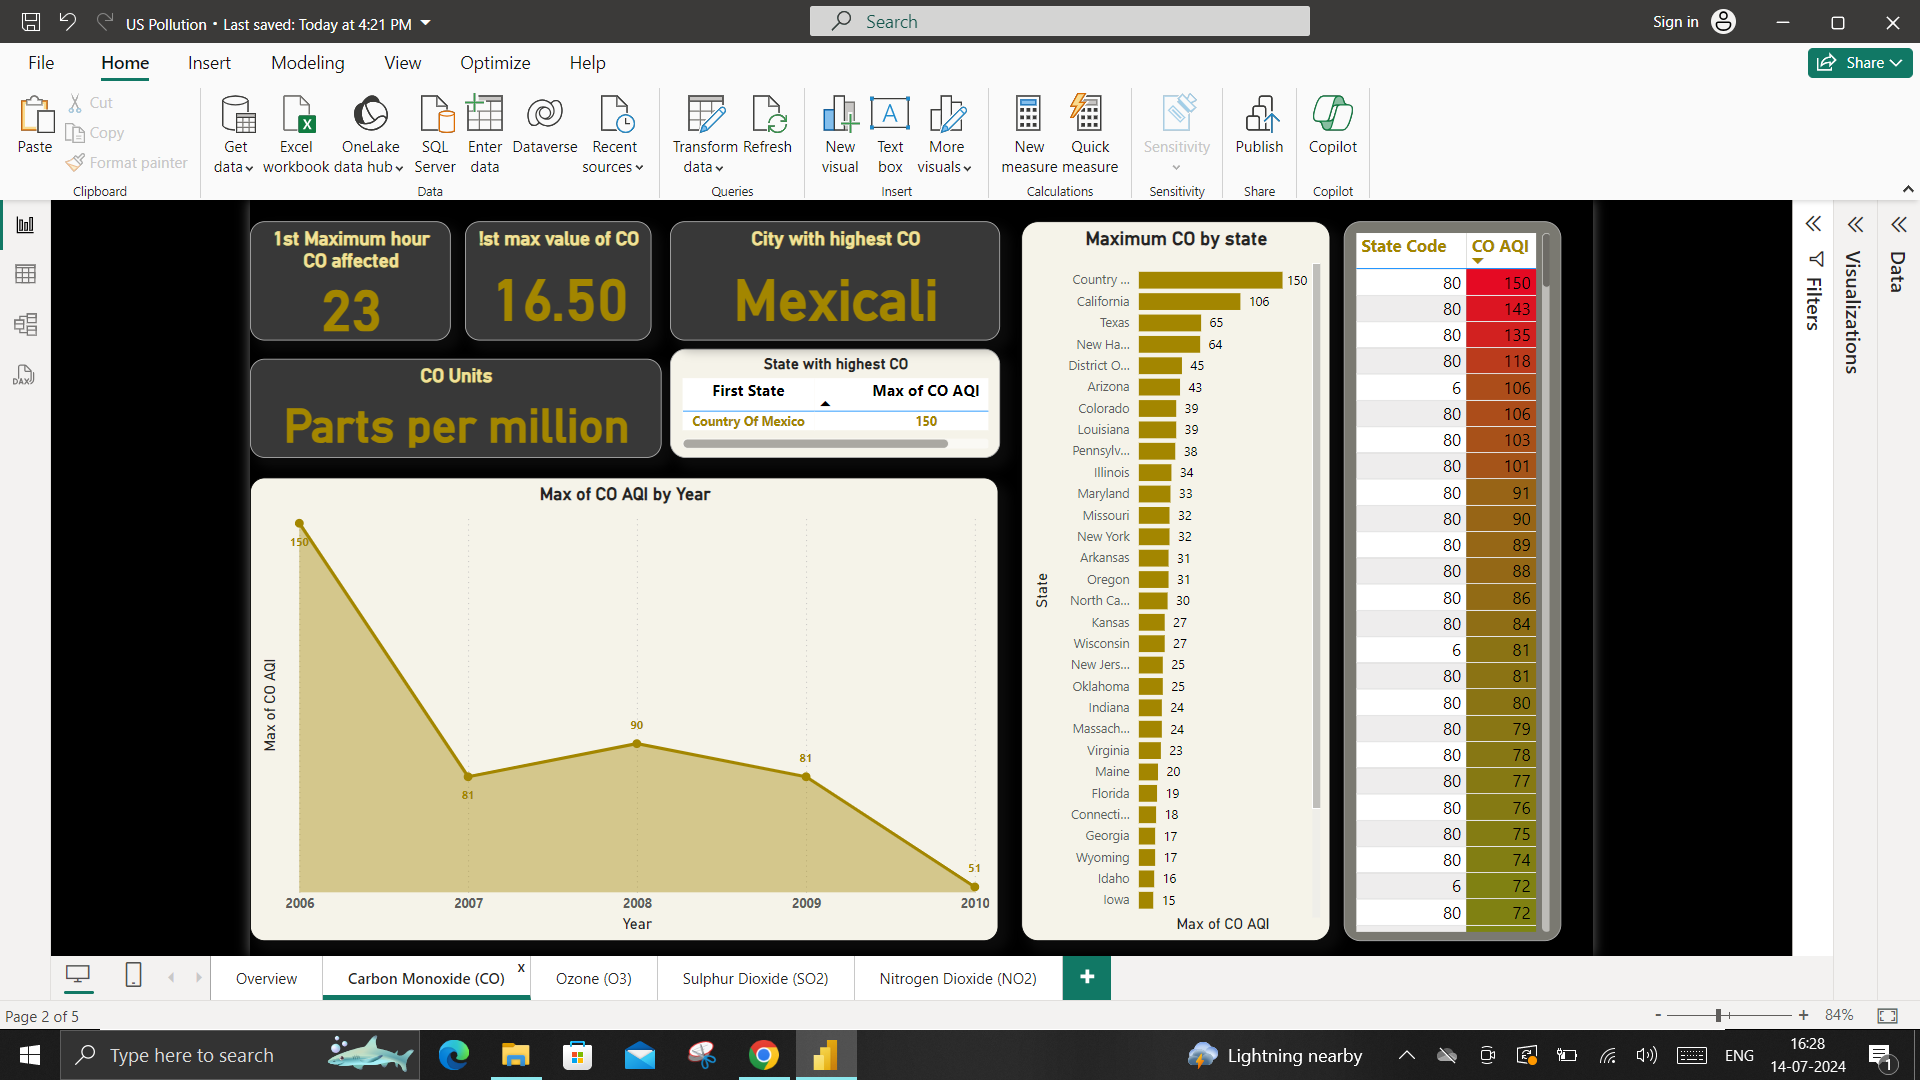 US Pollution • Last saved: Today at 4:21 PM
Search
Sign in
File
Home
Insert
Modeling
View
Optimize
Help
Share
Paste
Cut
Copy
Format painter
Clipboard
Get data
Excel workbook
OneLake data hub
SQL Server
Enter data
Dataverse
Recent sources
Data
Transform data
Refresh
Queries
New visual
Text box
More visuals
Insert
New measure
Quick measure
Calculations
Sensitivity
Sensitivity
Publish
Share
Copilot
Copilot
1st Maximum hour
CO affected
23
!st max value of CO
16.50
City with highest CO
Mexicali
CO Units
Parts per million
State with highest CO
First State Max of CO AQI
Country Of Mexico 150
Max of CO AQI by Year
Max of CO AQI
150
81
90
81
51
2006 2007 2008 2009 2010
Year
Maximum CO by state
State
Country ... 150
California 106
Texas 65
New Ha... 64
District O... 45
Arizona 43
Colorado 39
Louisiana 39
Pennsylv... 38
Illinois 34
Maryland 33
Missouri 32
New York 32
Arkansas 31
Oregon 31
North Ca... 30
Kansas 27
Wisconsin 27
New Jers... 25
Oklahoma 25
Indiana 24
Massach... 24
Virginia 23
Maine 20
Florida 19
Connecti... 18
Georgia 17
Wyoming 17
Idaho 16
Iowa 15
Max of CO AQI
State Code CO AQI
80 150
80 143
80 135
80 118
6 106
80 106
80 103
80 101
80 91
80 90
80 89
80 88
80 86
80 84
6 81
80 81
80 80
80 79
80 78
80 77
80 76
80 75
80 74
6 72
80 72
Filters
Visualizations
Data
DAX
Overview
Carbon Monoxide (CO)
x
Ozone (O3)
Sulphur Dioxide (SO2)
Nitrogen Dioxide (NO2)
+
Page 2 of 5
- + 84%
Type here to search
Lightning nearby
ENG
16:28
14-07-2024
1